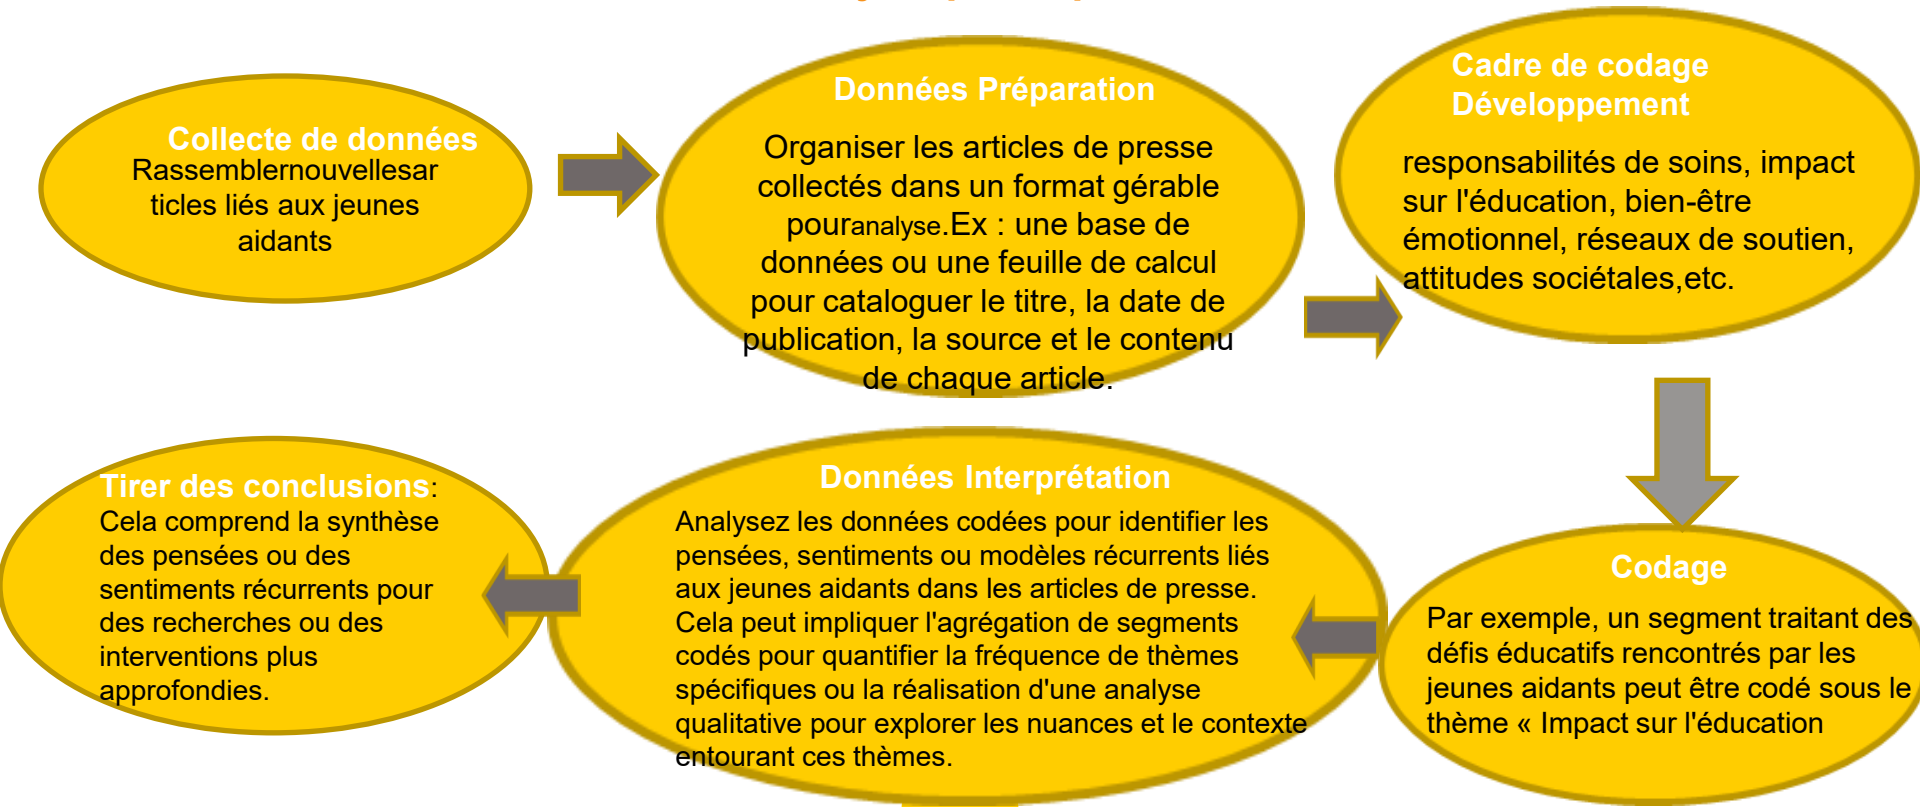 Collecte de données
Rassemblernouvellesar
ticles liés aux jeunes
aidants
Données Préparation
Organiser les articles de presse
collectés dans un format gérable
pouranalyse.Ex : une base de
données ou une feuille de calcul
pour cataloguer le titre, la date de
publication, la source et le contenu
de chaque article.
Cadre de codage
Développement
responsabilités de soins, impact
sur l'éducation, bien-être
émotionnel, réseaux de soutien,
attitudes sociétales,etc.
Codage
Par exemple, un segment traitant des
défis éducatifs rencontrés par les
jeunes aidants peut être codé sous le
thème « Impact sur l'éducation
Données Interprétation
Analysez les données codées pour identifier les
pensées, sentiments ou modèles récurrents liés
aux jeunes aidants dans les articles de presse.
Cela peut impliquer l'agrégation de segments
codés pour quantifier la fréquence de thèmes
spécifiques ou la réalisation d'une analyse
qualitative pour explorer les nuances et le contexte
entourant ces thèmes.
Tirer des conclusions:
Cela comprend la synthèse
des pensées ou des
sentiments récurrents pour
des recherches ou des
interventions plus
approfondies.